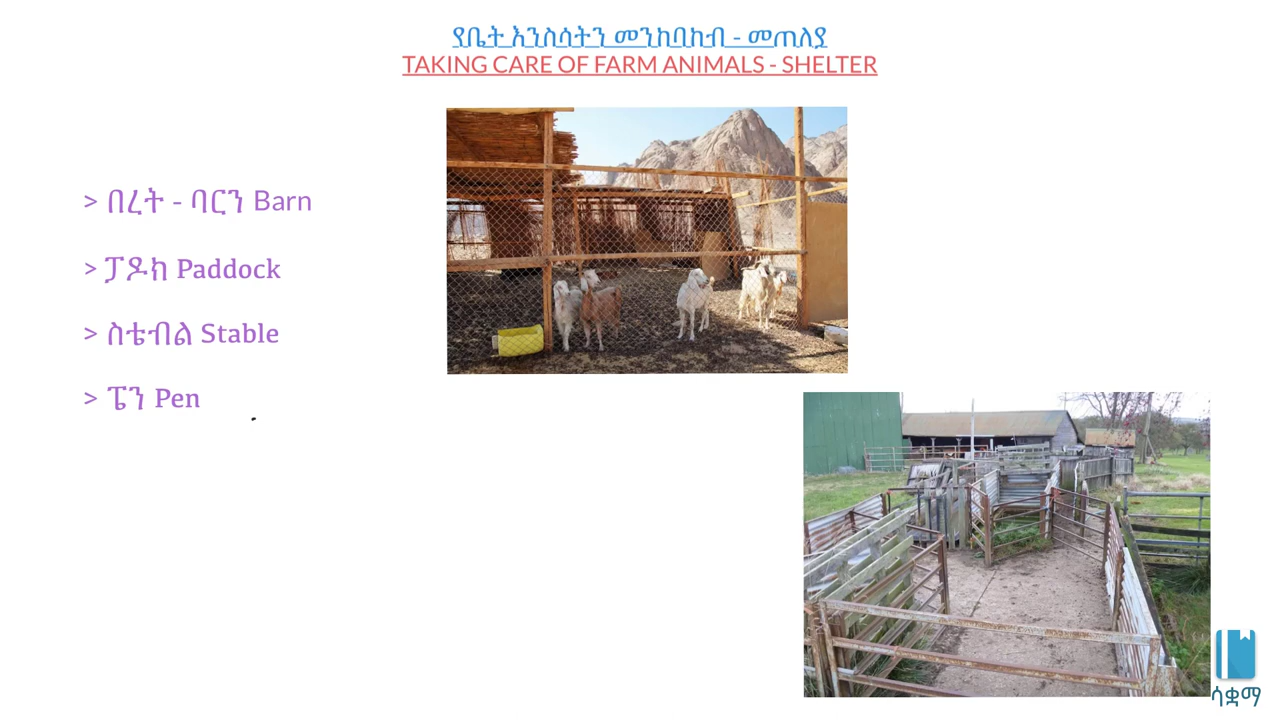 የቤት እንስሳትን መንከባከብ - መጠለያ
TAKING CARE OF FARM ANIMALS - SHELTER
> በረት - ባርን Barn
> ፓዶክ Paddock
> ስቴብል Stable
> ፔን Pen
ሳቋማ